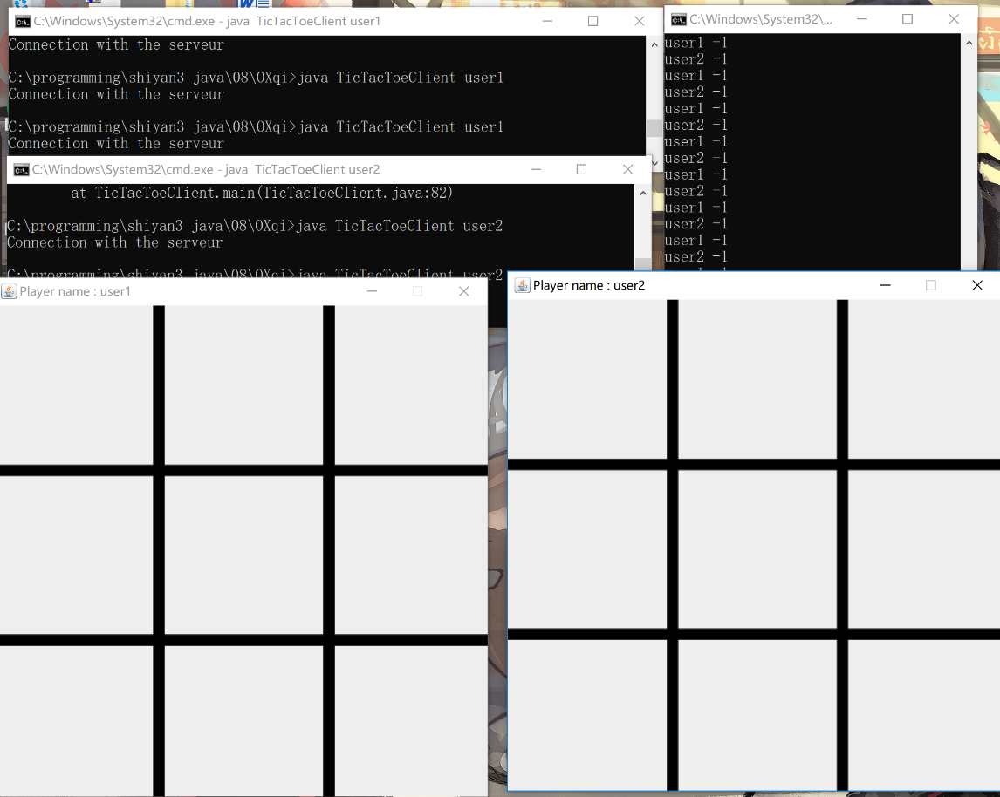 C:\Windows\System32\cmd.exe - java  TicTacToeClient user1
Connection with the serveur
C:\programming\shiyan3 java\08\OXqi>java TicTacToeClient user1
Connection with the serveur
C:\programming\shiyan3 java\08\OXqi>java TicTacToeClient user1
Connection with the serveur
C:\Windows\System32\cmd.exe - java  TicTacToeClient user2
at TicTacToeClient.main(TicTacToeClient.java:82)
C:\programming\shiyan3 java\08\OXqi>java TicTacToeClient user2
Connection with the serveur
C:\programming\shiyan3 java\08\OXqi>java TicTacToeClient user2
C:\Windows\System32\...
user1 -1
user2 -1
user1 -1
user2 -1
user1 -1
user2 -1
user1 -1
user2 -1
user1 -1
user2 -1
user1 -1
user2 -1
user1 -1
user2 -1
Player name : user1
Player name : user2